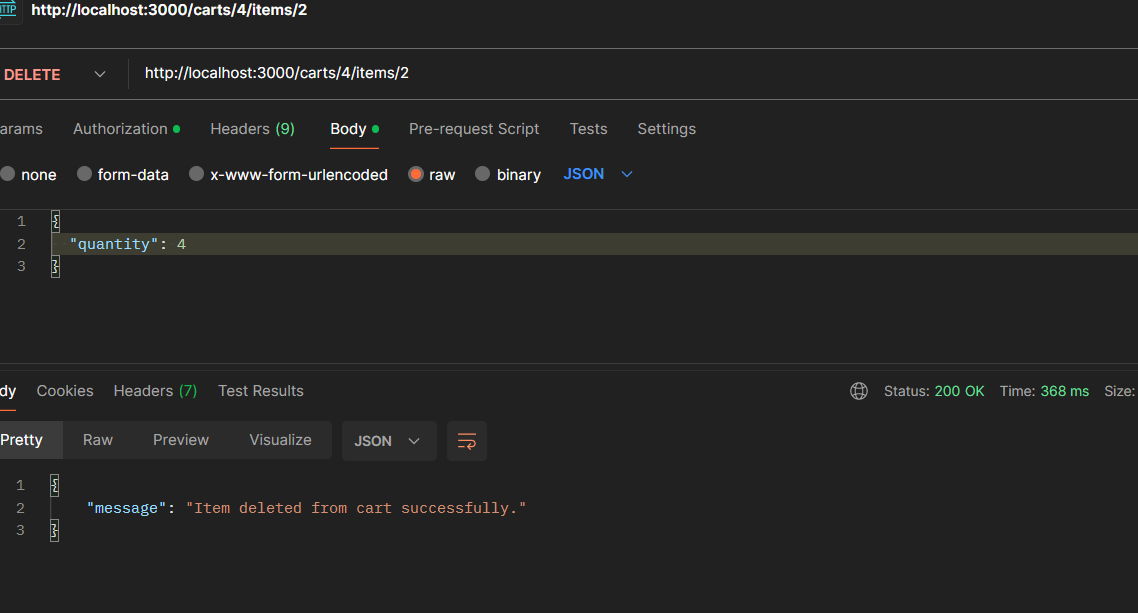 HTTP http://localhost:3000/carts/4/items/2
DELETE http://localhost:3000/carts/4/items/2
arams Authorization Headers (9) Body Pre-request Script Tests Settings
none form-data x-www-form-urlencoded raw binary JSON
1 {
2 "quantity": 4
3 }
dy Cookies Headers (7) Test Results Status: 200 OK Time: 368 ms Size:
Pretty Raw Preview Visualize JSON
1 {
2 "message": "Item deleted from cart successfully."
3 }